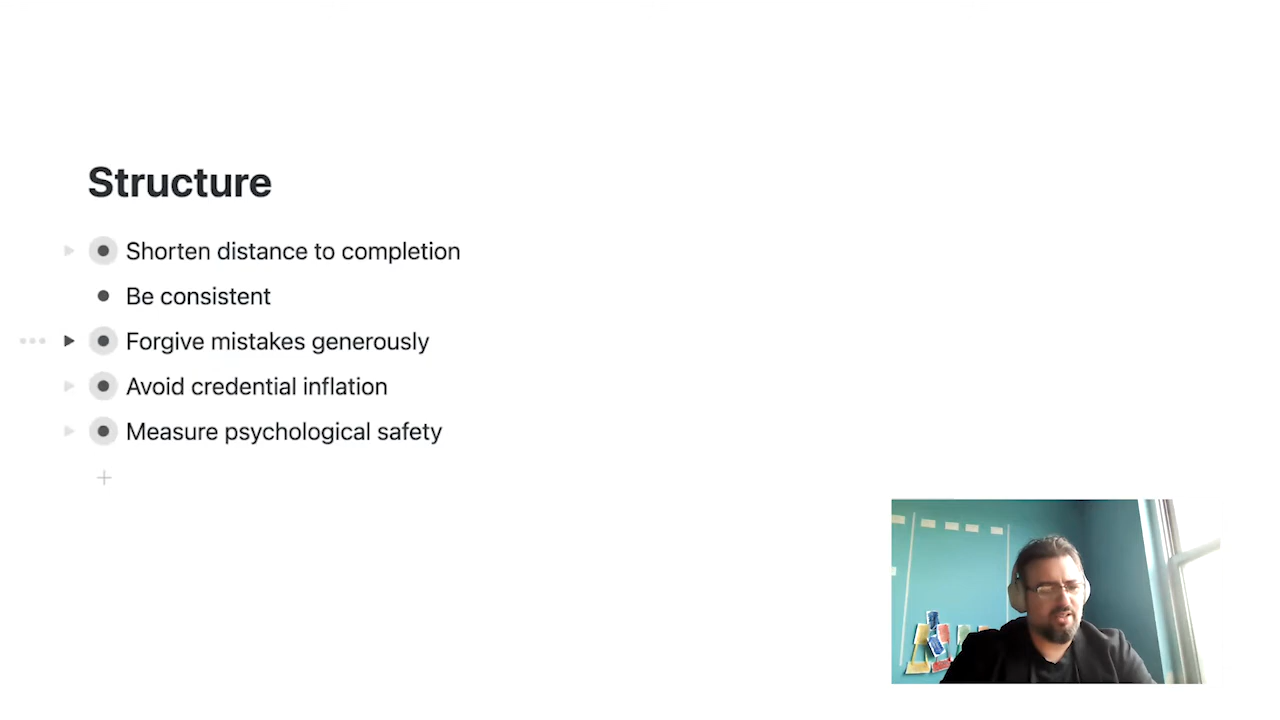 Structure
Shorten distance to completion
Be consistent
Forgive mistakes generously
Avoid credential inflation
Measure psychological safety